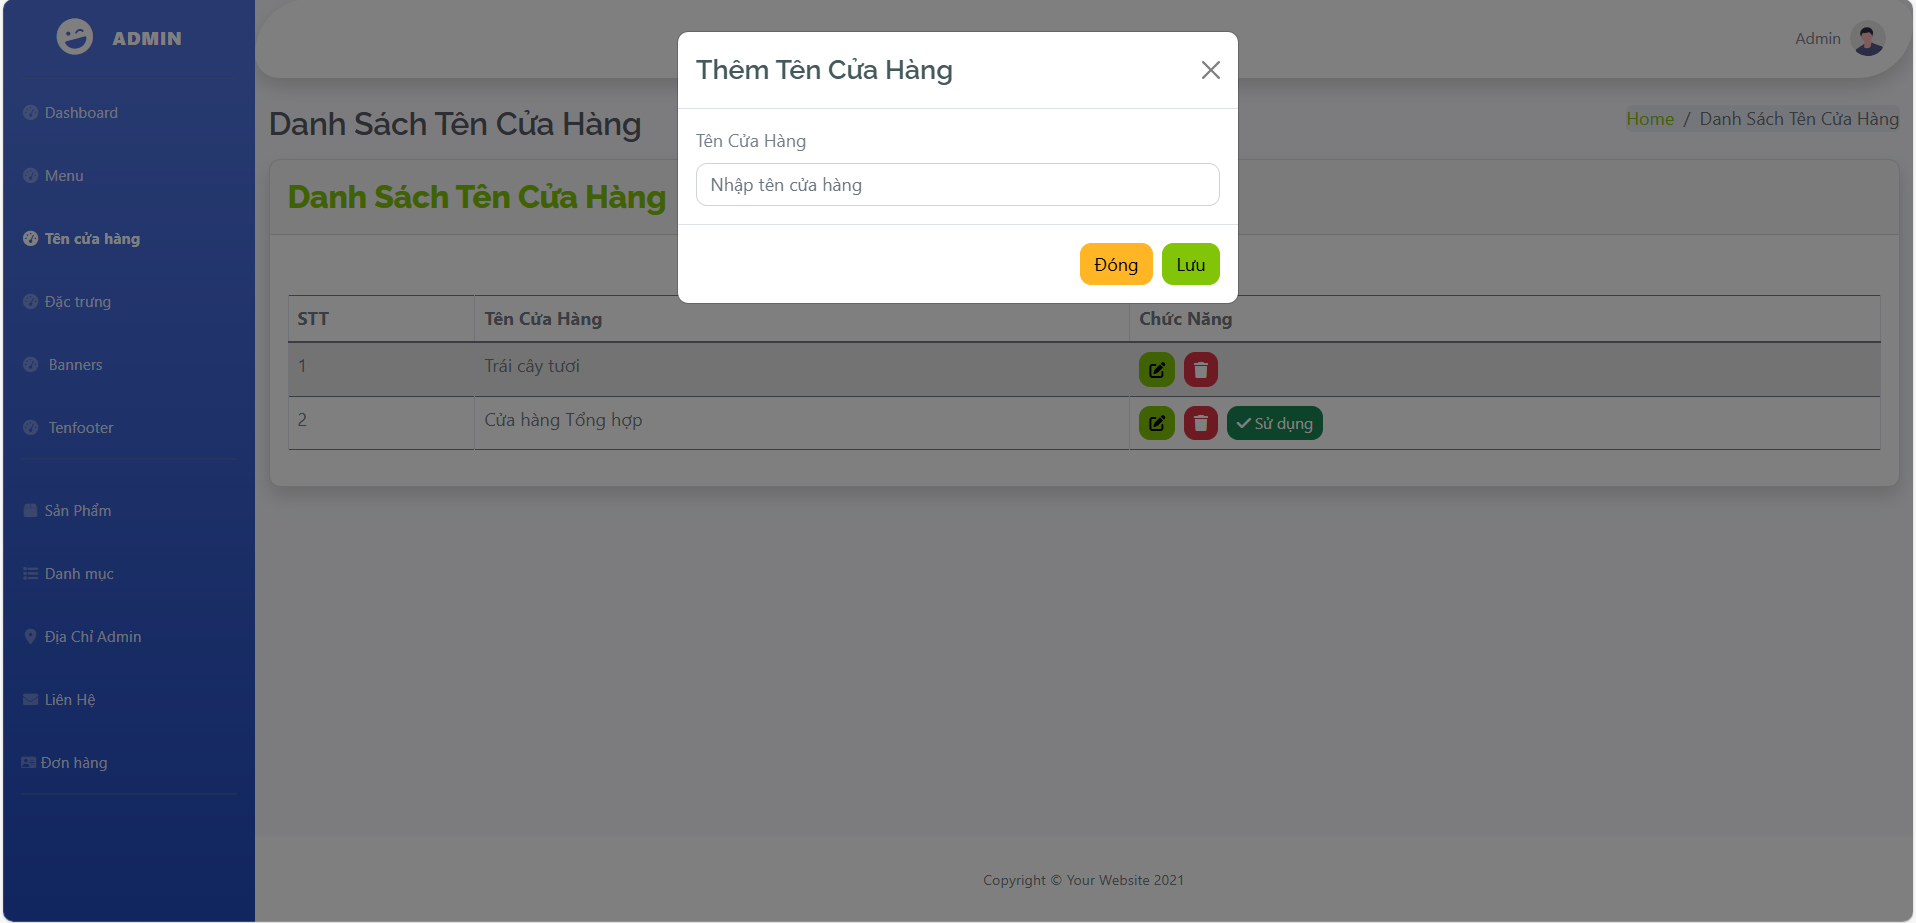 ADMIN
Dashboard
Menu
Tên cửa hàng
Đặc trưng
Banners
Tenfooter
Sản Phẩm
Danh mục
Địa Chỉ Admin
Liên Hệ
Đơn hàng
Admin
Danh Sách Tên Cửa Hàng
Home / Danh Sách Tên Cửa Hàng
Danh Sách Tên Cửa Hàng
Thêm Tên Cửa Hàng
Tên Cửa Hàng
Nhập tên cửa hàng
Đóng Lưu
STT Tên Cửa Hàng Chức Năng
1 Trái cây tươi
2 Cửa hàng Tổng hợp Sử dụng
Copyright © Your Website 2021